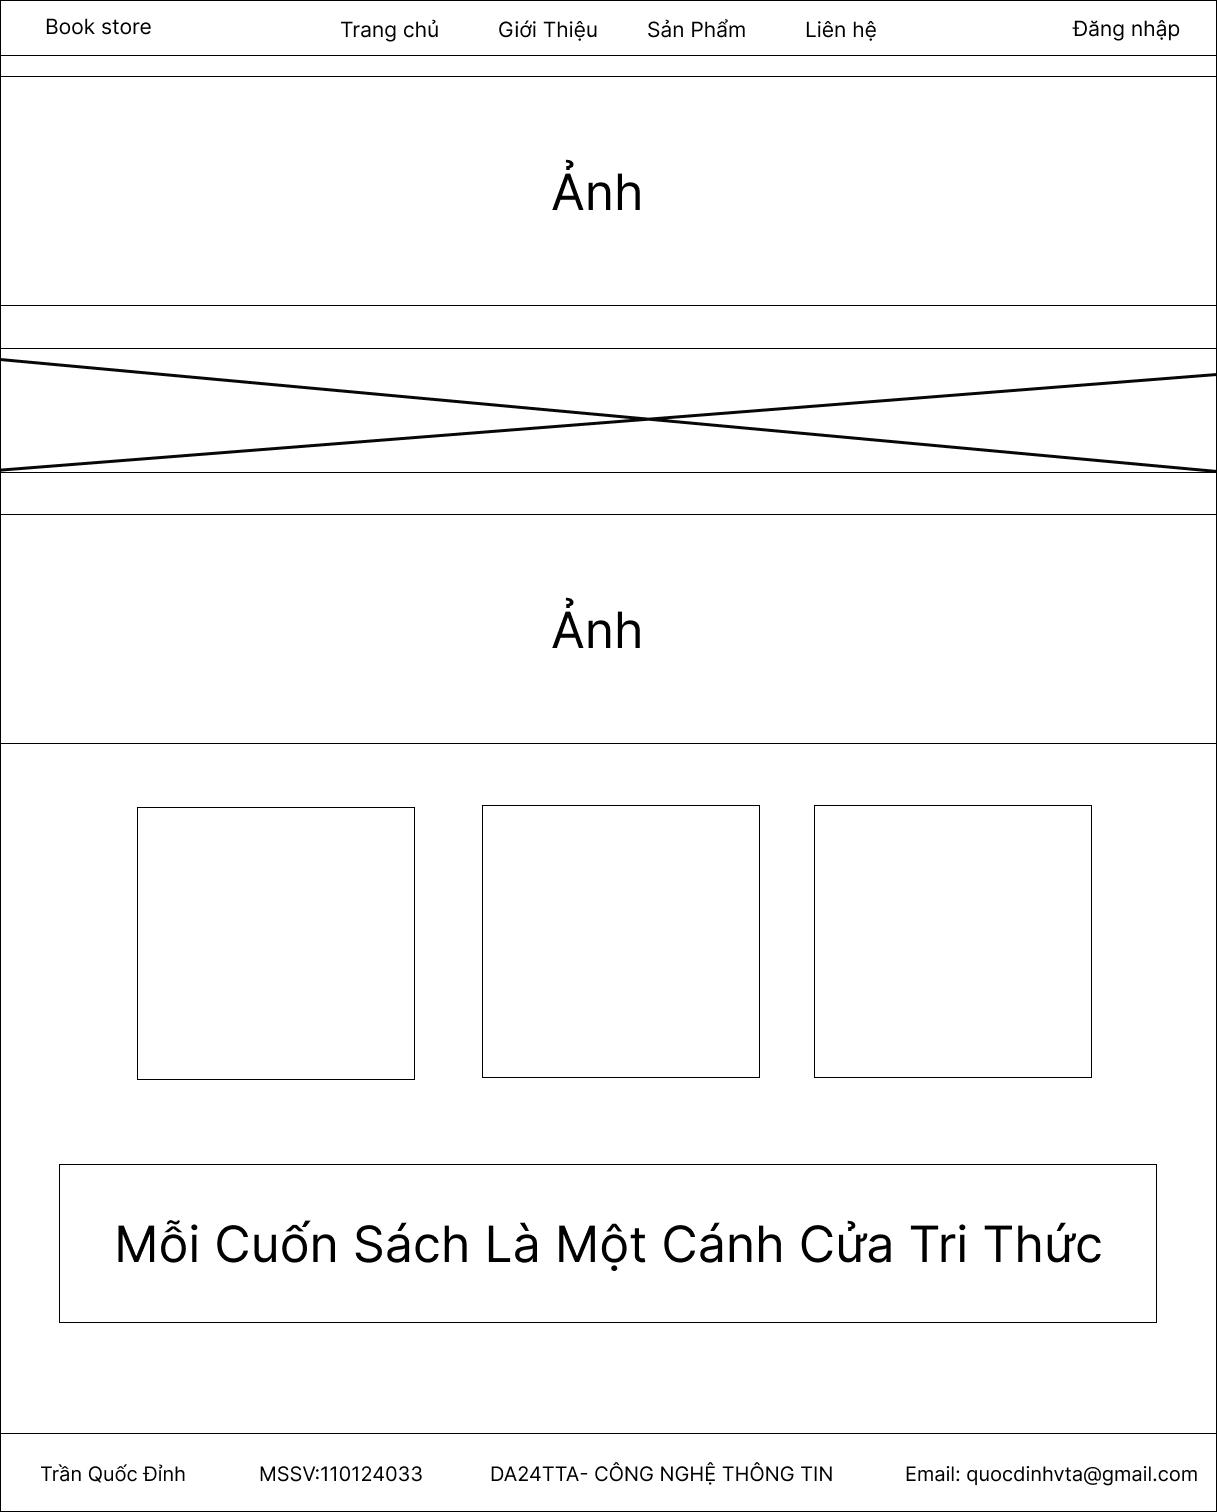 Book store
Trang chủ
Giới Thiệu
Sản Phẩm
Liên hệ
Đăng nhập
Ảnh
Ảnh
Mỗi Cuốn Sách Là Một Cánh Cửa Tri Thức
Trần Quốc Đỉnh
MSSV:110124033
DA24TTA- CÔNG NGHỆ THÔNG TIN
Email: quocdinhvta@gmail.com